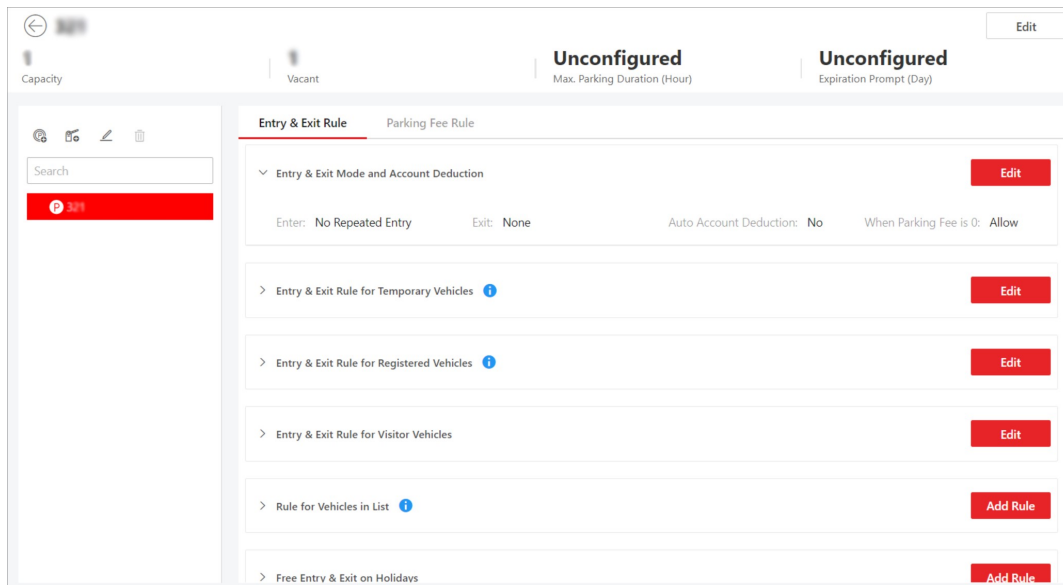 Edit
Unconfigured
Unconfigured
Capacity
Vacant
Max. Parking Duration (Hour)
Expiration Prompt (Day)
Entry & Exit Rule
Parking Fee Rule
Search
Entry & Exit Mode and Account Deduction
Edit
Enter: No Repeated Entry
Exit: None
Auto Account Deduction: No
When Parking Fee is 0: Allow
Entry & Exit Rule for Temporary Vehicles
Edit
Entry & Exit Rule for Registered Vehicles
Edit
Entry & Exit Rule for Visitor Vehicles
Edit
Rule for Vehicles in List
Add Rule
Free Entry & Exit on Holidays
Add Rule